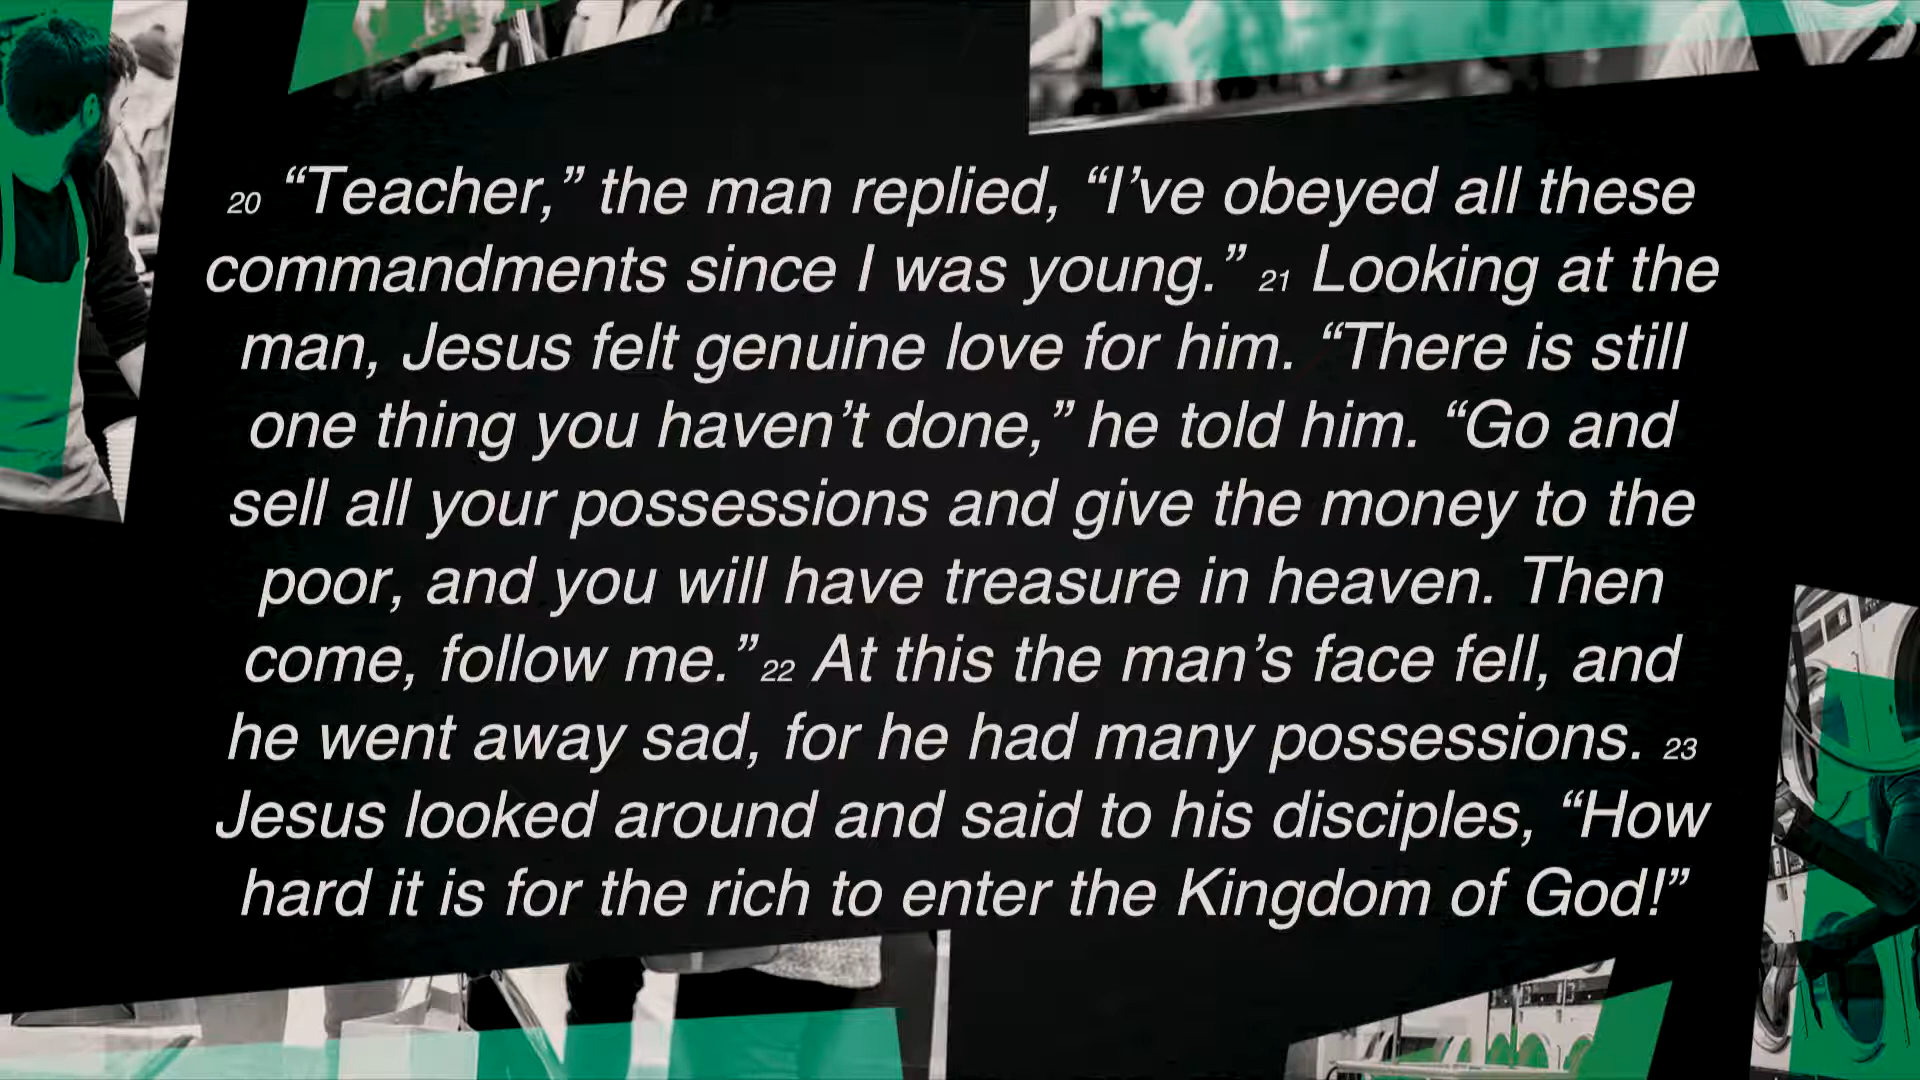 20 “Teacher,” the man replied, “I’ve obeyed all these
commandments since I was young.” 21 Looking at the
man, Jesus felt genuine love for him. “There is still
one thing you haven’t done,” he told him. “Go and
sell all your possessions and give the money to the
poor, and you will have treasure in heaven. Then
come, follow me.” 22 At this the man’s face fell, and
he went away sad, for he had many possessions. 23
Jesus looked around and said to his disciples, “How
hard it is for the rich to enter the Kingdom of God!”